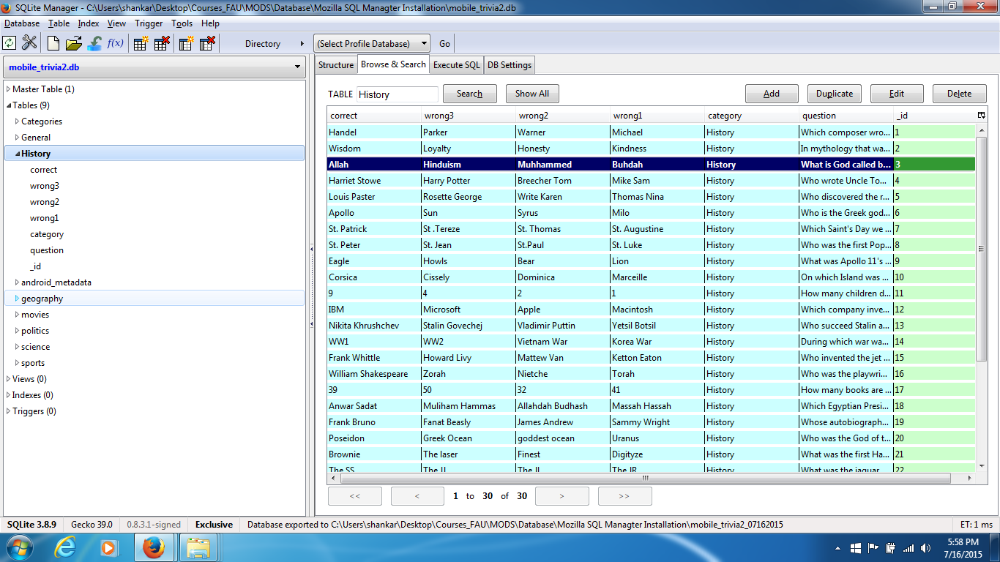 SQLite Manager - C:\Users\shankar\Desktop\Courses_FAU\MODS\Database\Mozilla SQL Managter Installation\mobile_trivia2.db
Database Table Index View Trigger Tools Help
f(x) Directory (Select Profile Database) Go
mobile_trivia2.db
Master Table (1)
Tables (9)
Categories
General
History
correct
wrong3
wrong2
wrong1
category
question
_id
android_metadata
geography
movies
politics
science
sports
Views (0)
Indexes (0)
Triggers (0)
Structure Browse & Search Execute SQL DB Settings
TABLE History Search Show All Add Duplicate Edit Delete
correct wrong3 wrong2 wrong1 category question _id
Handel Parker Warner Michael History Which composer wro... 1
Wisdom Loyalty Honesty Kindness History In mythology that wa... 2
Allah Hinduism Muhhammed Buhdah History What is God called b... 3
Harriet Stowe Harry Potter Breecher Tom Mike Sam History Who wrote Uncle To... 4
Louis Paster Rosette George Write Karen Thomas Nina History Who discovered the r... 5
Apollo Sun Syrus Milo History Who is the Greek god... 6
St. Patrick St .Tereze St. Thomas St. Augustine History Which Saint's Day we ... 7
St. Peter St. Jean St.Paul St. Luke History Who was the first Pop... 8
Eagle Howls Bear Lion History What was Apollo 11's ... 9
Corsica Cissely Dominica Marceille History On which Island was ... 10
9 4 2 1 History How many children d... 11
IBM Microsoft Apple Macintosh History Which company inve... 12
Nikita Khrushchev Stalin Govechej Vladimir Puttin Yetsil Botsil History Who succeed Stalin a... 13
WW1 WW2 Vietnam War Korea War History During which war wa... 14
Frank Whittle Howard Livy Mattew Van Ketton Eaton History Who invented the jet ... 15
William Shakespeare Zorah Nietche Torah History Who was the playwri... 16
39 50 32 41 History How many books are ... 17
Anwar Sadat Muliham Hammas Allahdah Budhash Massah Hassah History Which Egyptian Presi... 18
Frank Bruno Fanat Beasly James Andrew Sammy Wright History Whose autobiograph... 19
Poseidon Greek Ocean goddest ocean Uranus History Who was the God of t... 20
Brownie The laser Finest Digityze History What was the first Ha... 21
The SS The JJ The JL The JR History What was the jaguar ... 22
<< < 1 to 30 of 30 > >>
SQLite 3.8.9 Gecko 39.0 0.8.3.1-signed Exclusive Database exported to C:\Users\shankar\Desktop\Courses_FAU\MODS\Database\Mozilla SQL Managter Installation\mobile_trivia2_07162015 ET: 1 ms
5:58 PM
7/16/2015